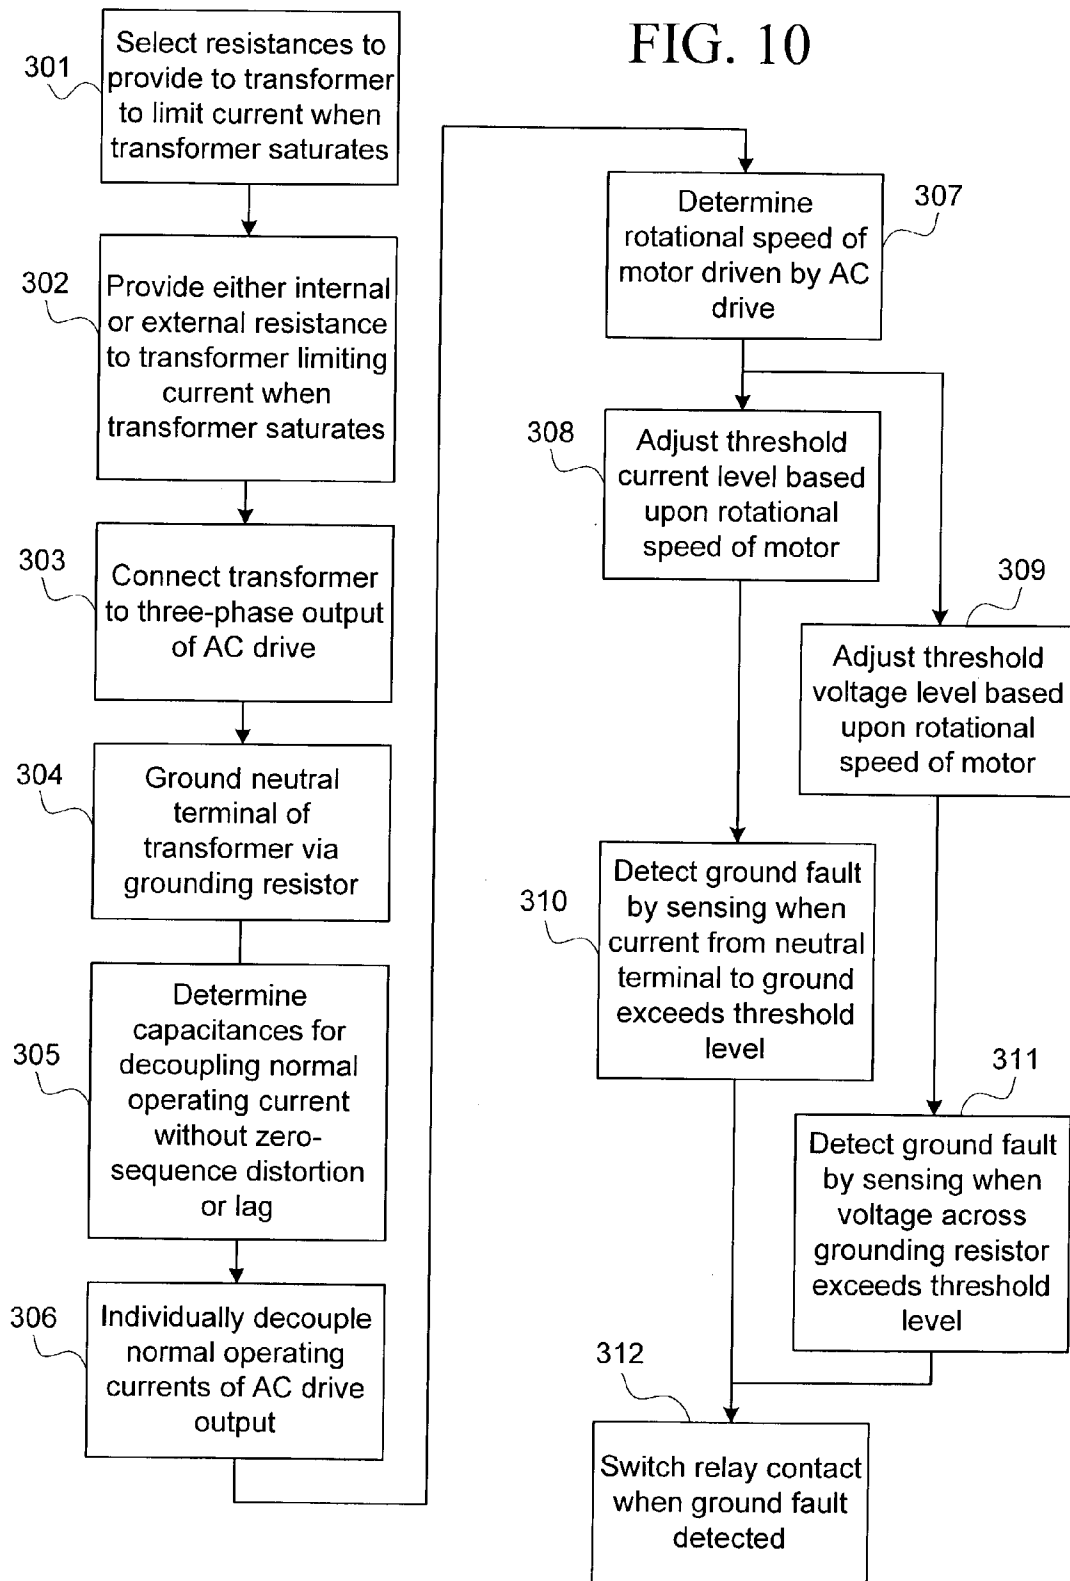 FIG. 10
301
Select resistances to
provide to transformer
to limit current when
transformer saturates
302
Provide either internal
or external resistance
to transformer limiting
current when
transformer saturates
303
Connect transformer
to three-phase output
of AC drive
304
Ground neutral
terminal of
transformer via
grounding resistor
305
Determine
capacitances for
decoupling normal
operating current
without zero-
sequence distortion
or lag
306
Individually decouple
normal operating
currents of AC drive
output
307
Determine
rotational speed of
motor driven by AC
drive
308
Adjust threshold
current level based
upon rotational
speed of motor
309
Adjust threshold
voltage level based
upon rotational
speed of motor
310
Detect ground fault
by sensing when
current from neutral
terminal to ground
exceeds threshold
level
311
Detect ground fault
by sensing when
voltage across
grounding resistor
exceeds threshold
level
312
Switch relay contact
when ground fault
detected